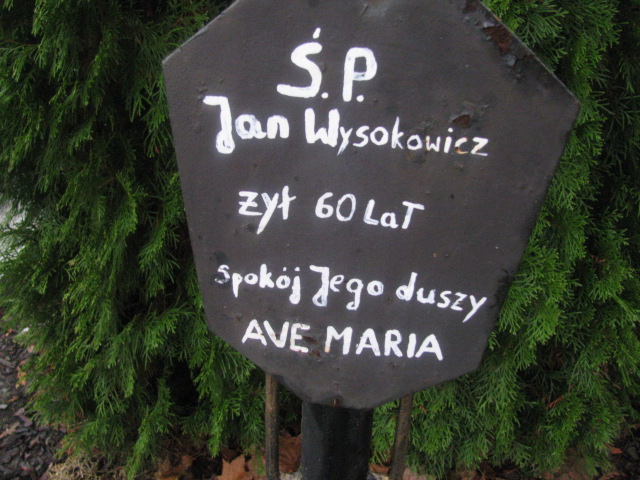 Ś.P.
Jan Wysokowicz
żył 60 LaT
spokój Jego duszy
AVE MARIA